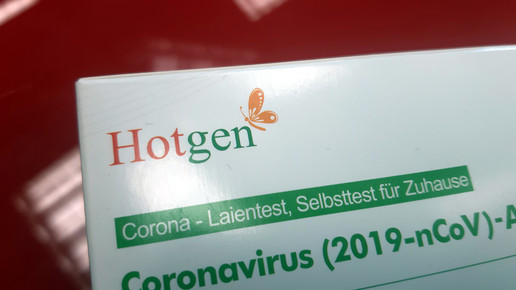 Hotgen
Corona - Laientest, Selbsttest für Zuhause
Coronavirus (2019-nCoV)-A